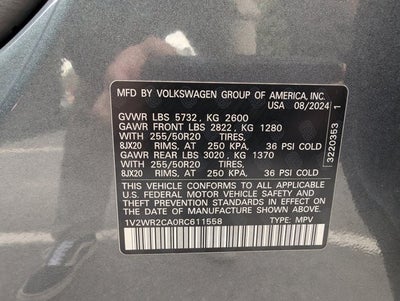 MFD BY VOLKSWAGEN GROUP OF AMERICA, INC.
USA 08/2024
GVWR LBS 5732 , KG 2600
GAWR FRONT LBS 2822 , KG 1280
WITH 255/50R20 TIRES,
8JX20 RIMS, AT 250 KPA, 36 PSI COLD
GAWR REAR LBS 3020 , KG 1370
WITH 255/50R20 TIRES,
8JX20 RIMS, AT 250 KPA, 36 PSI COLD
THIS VEHICLE CONFORMS TO ALL APPLICABLE
U.S. FEDERAL MOTOR VEHICLE SAFETY AND
THEFT PREVENTION STANDARDS IN EFFECT ON THE
DATE OF MANUFACTURE SHOWN ABOVE.
1V2WR2CA0RC611558 TYPE: MPV
3220353 1